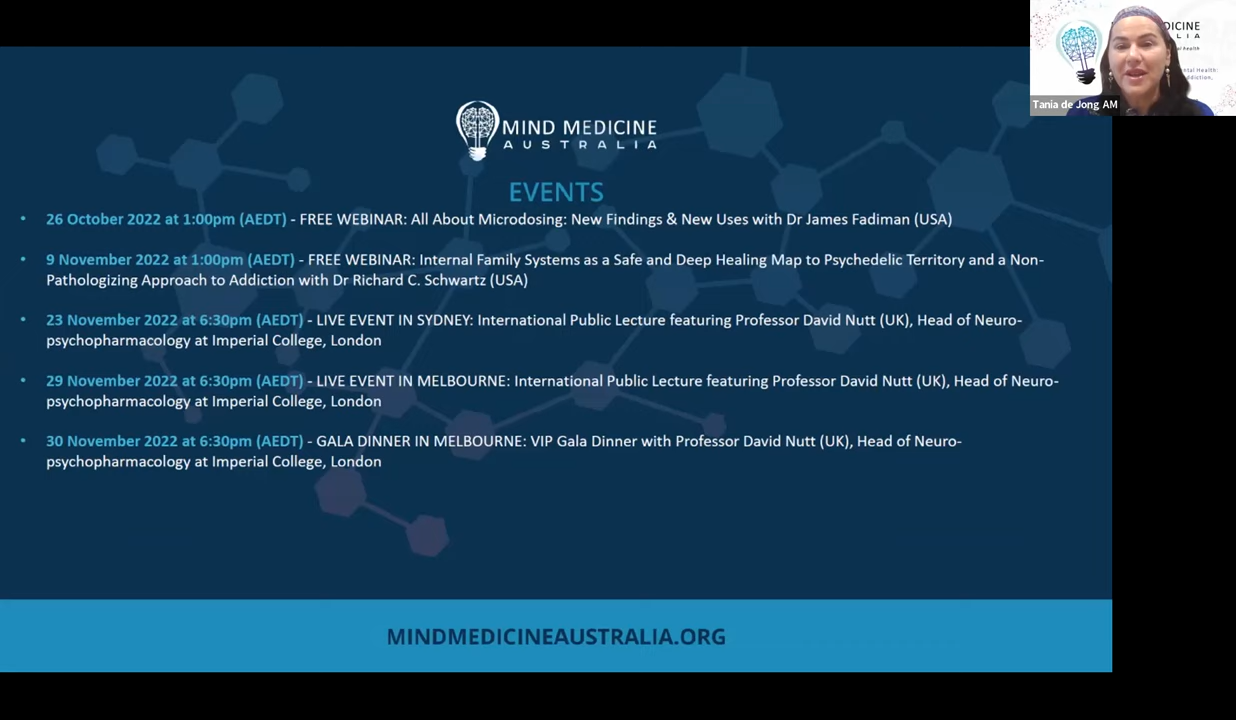 MIND MEDICINE
AUSTRALIA
EVENTS
• 26 October 2022 at 1:00pm (AEDT) - FREE WEBINAR: All About Microdosing: New Findings & New Uses with Dr James Fadiman (USA)
• 9 November 2022 at 1:00pm (AEDT) - FREE WEBINAR: Internal Family Systems as a Safe and Deep Healing Map to Psychedelic Territory and a Non-
Pathologizing Approach to Addiction with Dr Richard C. Schwartz (USA)
• 23 November 2022 at 6:30pm (AEDT) - LIVE EVENT IN SYDNEY: International Public Lecture featuring Professor David Nutt (UK), Head of Neuro-
psychopharmacology at Imperial College, London
• 29 November 2022 at 6:30pm (AEDT) - LIVE EVENT IN MELBOURNE: International Public Lecture featuring Professor David Nutt (UK), Head of Neuro-
psychopharmacology at Imperial College, London
• 30 November 2022 at 6:30pm (AEDT) - GALA DINNER IN MELBOURNE: VIP Gala Dinner with Professor David Nutt (UK), Head of Neuro-
psychopharmacology at Imperial College, London
MINDMEDICINEAUSTRALIA.ORG
Tania de Jong AM